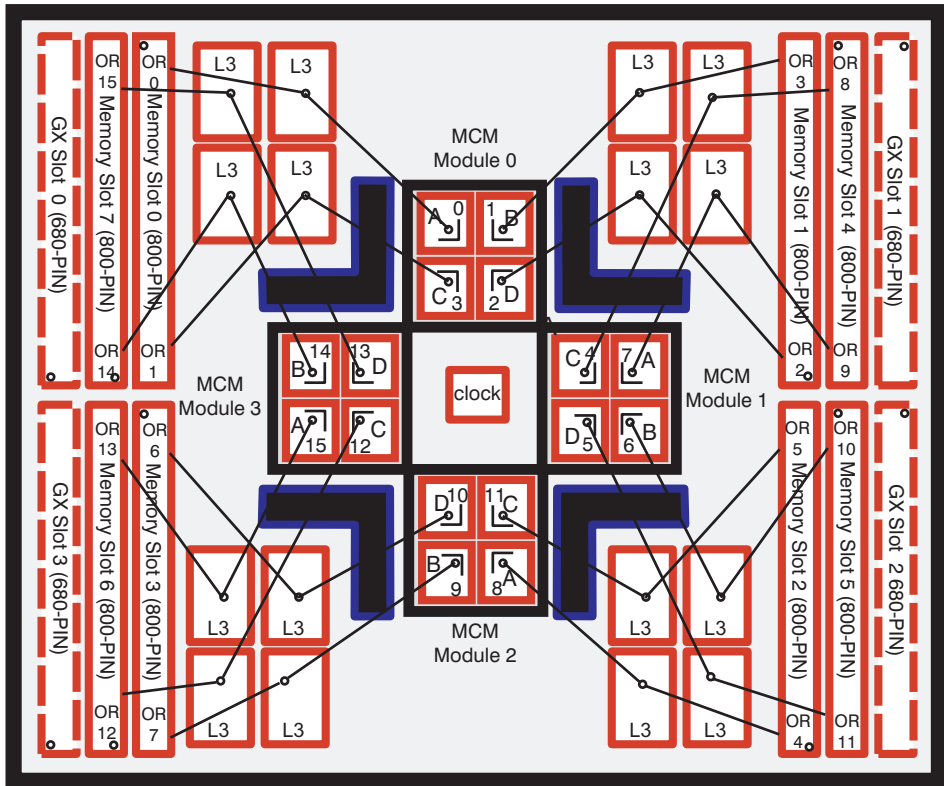 GX Slot 0 (680-PIN)
OR
15
Memory Slot 7 (800-PIN)
OR
14
OR
0
Memory Slot 0 (800-PIN)
OR
1
L3
L3
L3
L3
MCM
Module 0
A
0
1
B
C
3
2
D
L3
L3
L3
L3
OR
3
Memory Slot 1 (800-PIN)
OR
2
OR
8
Memory Slot 4 (800-PIN)
OR
9
GX Slot 1 (680-PIN)
MCM
Module 3
14
B
13
D
A
15
C
12
clock
C
4
7
A
D
5
B
6
MCM
Module 1
GX Slot 3 (680-PIN)
OR
13
Memory Slot 6 (800-PIN)
OR
12
OR
6
Memory Slot 3 (800-PIN)
OR
7
L3
L3
L3
L3
D
10
11
C
B
9
8
A
MCM
Module 2
L3
L3
L3
L3
OR
5
Memory Slot 2 (800-PIN)
OR
4
OR
10
Memory Slot 5 (800-PIN)
OR
11
GX Slot 2 680-PIN)